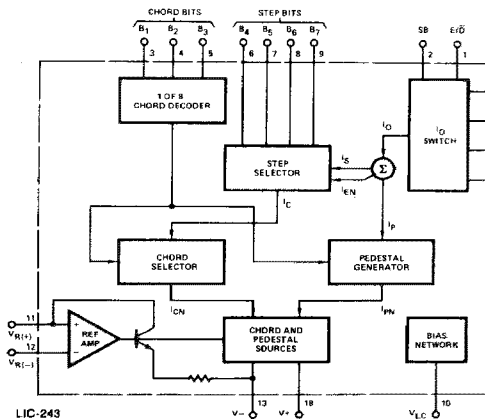 CHORD BITS
STEP BITS
B1 B2 B3 B4 B5 B6 B7 SB E/D̅
3 4 5 6 7 8 9 2 1
1 OF 8
CHORD DECODER
IO
SWITCH
IO
STEP
SELECTOR
IS
Σ
IEN
IC
IP
CHORD
SELECTOR
PEDESTAL
GENERATOR
ICN
IPN
11
VR(+)
+
REF
AMP
12
VR(−)
−
CHORD AND
PEDESTAL
SOURCES
BIAS
NETWORK
13 18
V− V+ VLC
LIC-243